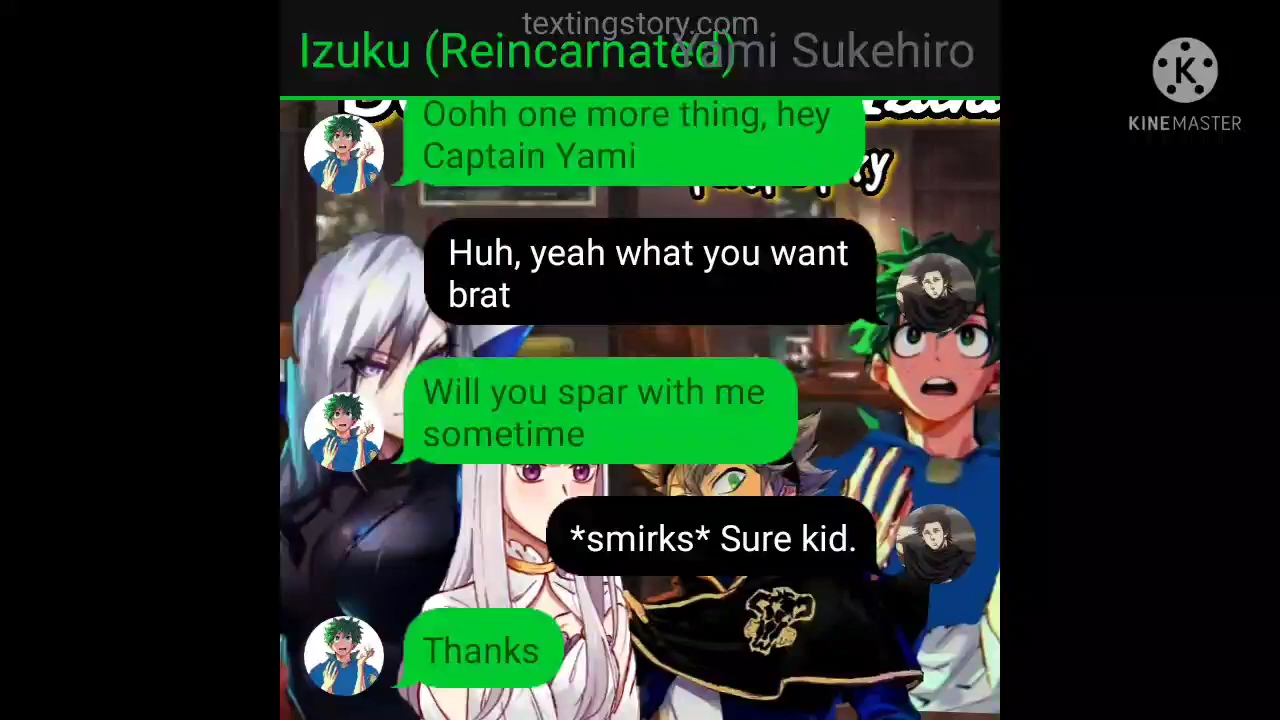 textingstory.com
Izuku (Reincarnated)
Yami Sukehiro
KINEMASTER
Oohh one more thing, hey
Captain Yami
Huh, yeah what you want
brat
Will you spar with me
sometime
*smirks* Sure kid.
Thanks